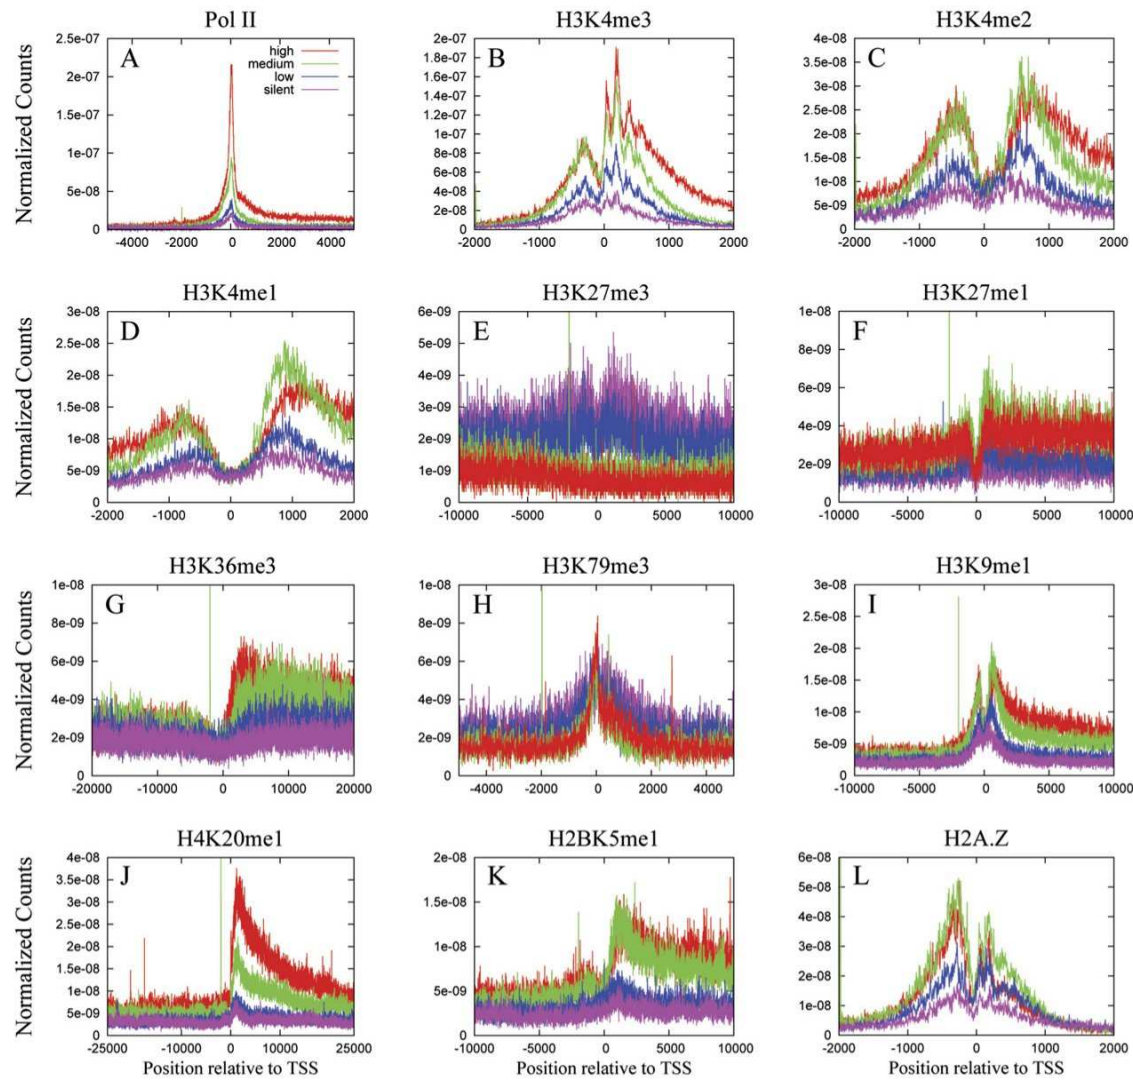 Pol II H3K4me3 H3K4me2
Normalized Counts
A
high
medium
low
silent
2.5e-07
2e-07
1.5e-07
1e-07
5e-08
0
-4000 -2000 0 2000 4000
B
2e-07
1.8e-07
1.6e-07
1.4e-07
1.2e-07
1e-07
8e-08
6e-08
4e-08
2e-08
0
-2000 -1000 0 1000 2000
C
4e-08
3.5e-08
3e-08
2.5e-08
2e-08
1.5e-08
1e-08
5e-09
0
-2000 -1000 0 1000 2000
H3K4me1 H3K27me3 H3K27me1
Normalized Counts
D
3e-08
2.5e-08
2e-08
1.5e-08
1e-08
5e-09
0
-2000 -1000 0 1000 2000
E
6e-09
5e-09
4e-09
3e-09
2e-09
1e-09
0
-10000 -5000 0 5000 10000
F
1e-08
8e-09
6e-09
4e-09
2e-09
0
-10000 -5000 0 5000 10000
H3K36me3 H3K79me3 H3K9me1
Normalized Counts
G
1e-08
8e-09
6e-09
4e-09
2e-09
0
-20000 -10000 0 10000 20000
H
1e-08
8e-09
6e-09
4e-09
2e-09
0
-4000 -2000 0 2000 4000
I
3e-08
2.5e-08
2e-08
1.5e-08
1e-08
5e-09
0
-10000 -5000 0 5000 10000
H4K20me1 H2BK5me1 H2A.Z
Normalized Counts
J
4e-08
3.5e-08
3e-08
2.5e-08
2e-08
1.5e-08
1e-08
5e-09
0
-25000 -10000 0 10000 25000
Position relative to TSS
K
2e-08
1.5e-08
1e-08
5e-09
0
-10000 -5000 0 5000 10000
Position relative to TSS
L
6e-08
5e-08
4e-08
3e-08
2e-08
1e-08
0
-2000 -1000 0 1000 2000
Position relative to TSS